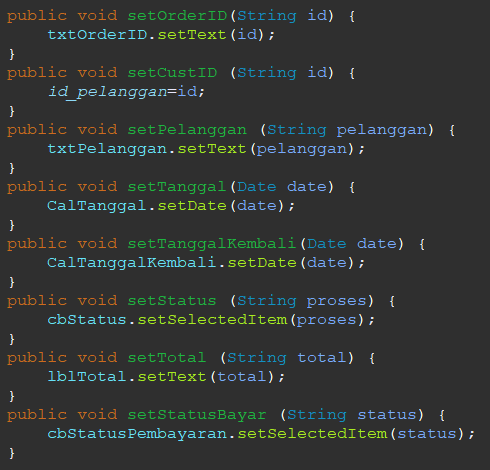 public void setOrderID(String id) {
    txtOrderID.setText(id);
}
public void setCustID (String id) {
    id_pelanggan=id;
}
public void setPelanggan (String pelanggan) {
    txtPelanggan.setText(pelanggan);
}
public void setTanggal(Date date) {
    CalTanggal.setDate(date);
}
public void setTanggalKembali(Date date) {
    CalTanggalKembali.setDate(date);
}
public void setStatus (String proses) {
    cbStatus.setSelectedItem(proses);
}
public void setTotal (String total) {
    lblTotal.setText(total);
}
public void setStatusBayar (String status) {
    cbStatusPembayaran.setSelectedItem(status);
}